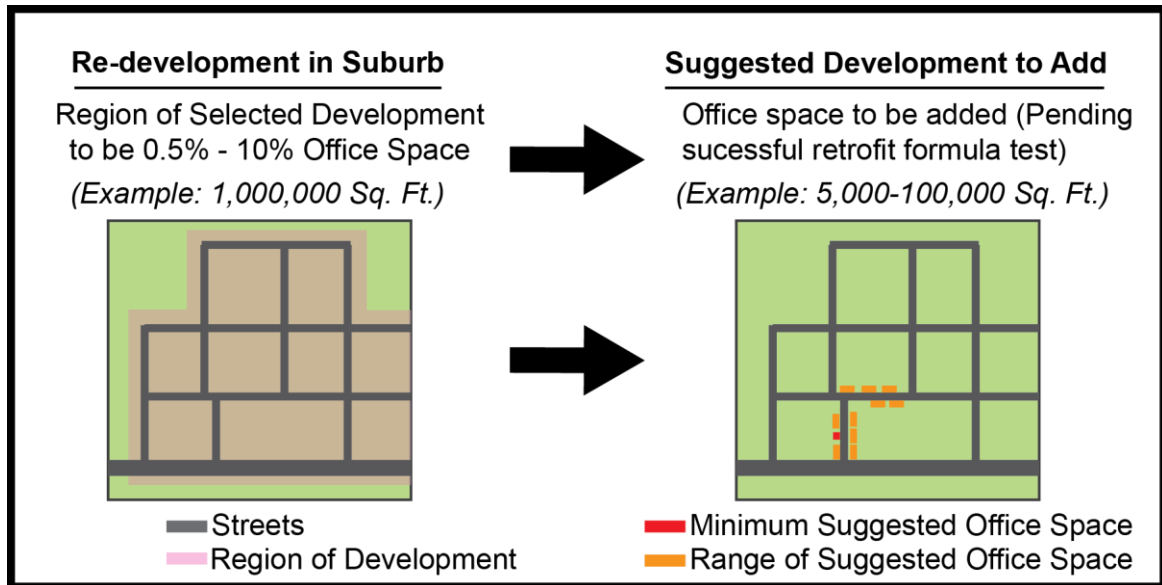 Re-development in Suburb
Region of Selected Development
to be 0.5% - 10% Office Space
(Example: 1,000,000 Sq. Ft.)
Streets
Region of Development
Suggested Development to Add
Office space to be added (Pending
sucessful retrofit formula test)
(Example: 5,000-100,000 Sq. Ft.)
Minimum Suggested Office Space
Range of Suggested Office Space